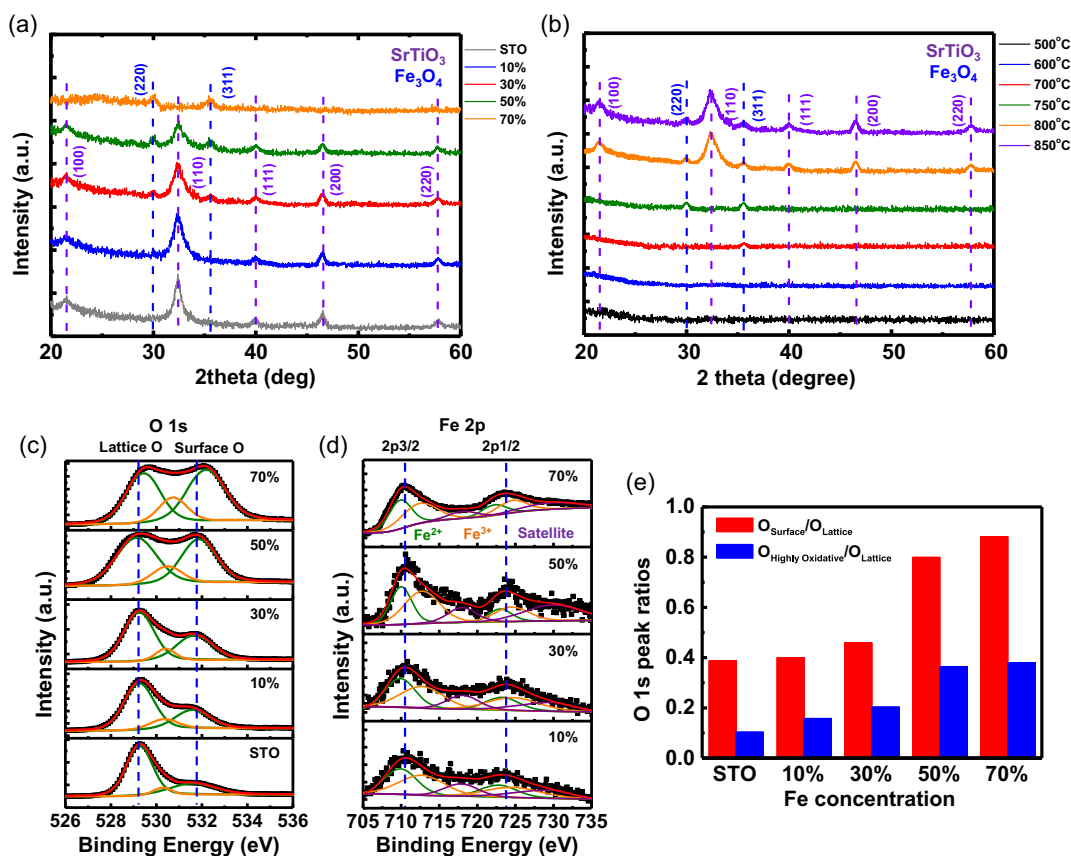 (a)
SrTiO₃
Fe₃O₄
STO
10%
30%
50%
70%
(220)
(311)
(100)
(110)
(111)
(200)
(220)
Intensity (a.u.)
20 30 40 50 60
2theta (deg)
(b)
SrTiO₃
Fe₃O₄
500°C
600°C
700°C
750°C
800°C
850°C
(100)
(220)
(110)
(311)
(111)
(200)
(220)
Intensity (a.u.)
20 30 40 50 60
2 theta (degree)
(c)
O 1s
Lattice O Surface O
70%
50%
30%
10%
STO
Intensity (a.u.)
526 528 530 532 534 536
Binding Energy (eV)
(d)
Fe 2p
2p3/2 2p1/2
70%
Fe²⁺ Fe³⁺ Satellite
50%
30%
10%
Intensity (a.u.)
705 710 715 720 725 730 735
Binding Energy (eV)
(e)
O_Surface/O_Lattice
O_Highly Oxidative/O_Lattice
O 1s peak ratios
1.0
0.8
0.6
0.4
0.2
0.0
STO 10% 30% 50% 70%
Fe concentration